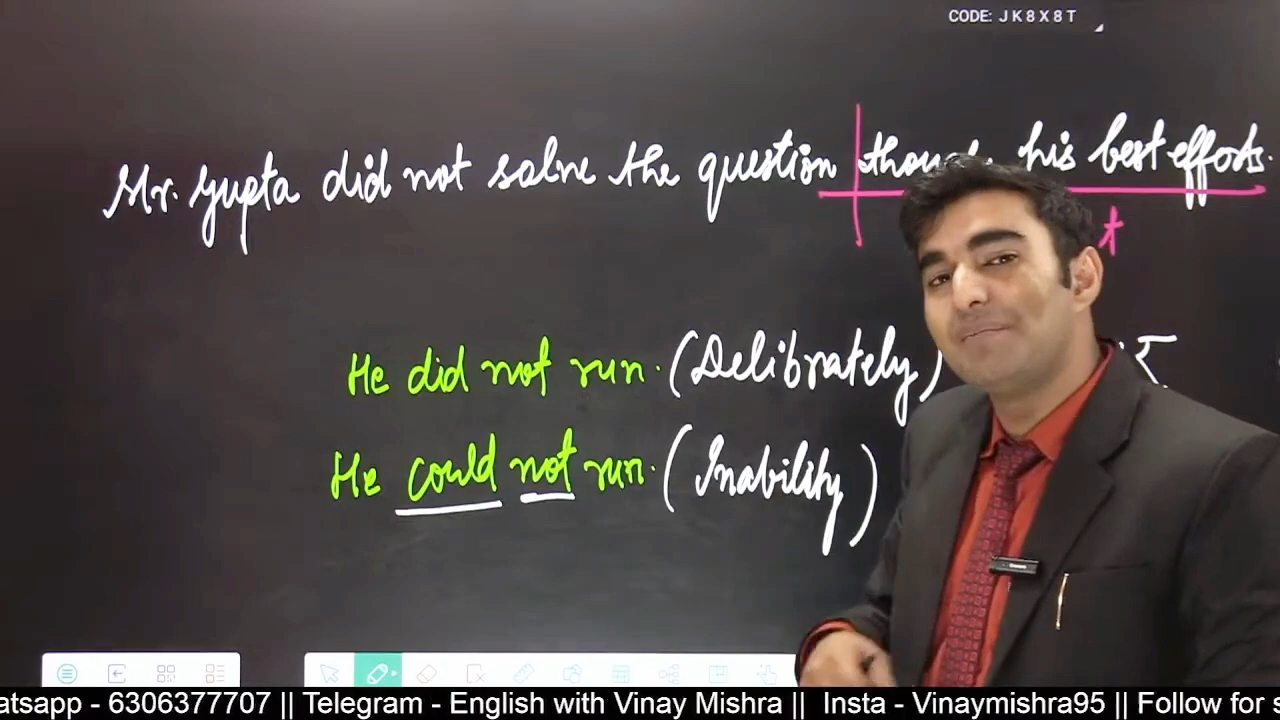 CODE: JK8X8T
Mr. Gupta did not solve the question though his best efforts.
He did not run. (Delibrately)
He could not run. (Inability)
atsapp - 6306377707 || Telegram - English with Vinay Mishra || Insta - Vinaymishra95 || Follow for s